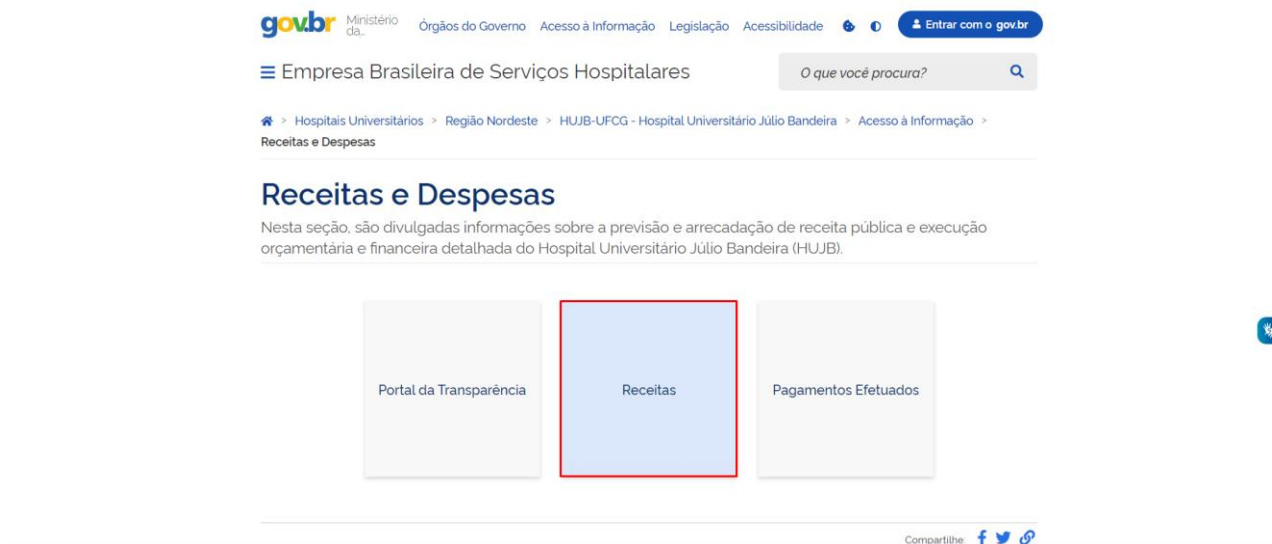 gov.br Ministério da... Órgãos do Governo Acesso à Informação Legislação Acessibilidade Entrar com o gov.br
Empresa Brasileira de Serviços Hospitalares O que você procura?
> Hospitais Universitários > Região Nordeste > HUJB-UFCG - Hospital Universitário Júlio Bandeira > Acesso à Informação >
Receitas e Despesas
Receitas e Despesas
Nesta seção, são divulgadas informações sobre a previsão e arrecadação de receita pública e execução
orçamentária e financeira detalhada do Hospital Universitário Júlio Bandeira (HUJB).
Portal da Transparência Receitas Pagamentos Efetuados
Compartilhe: